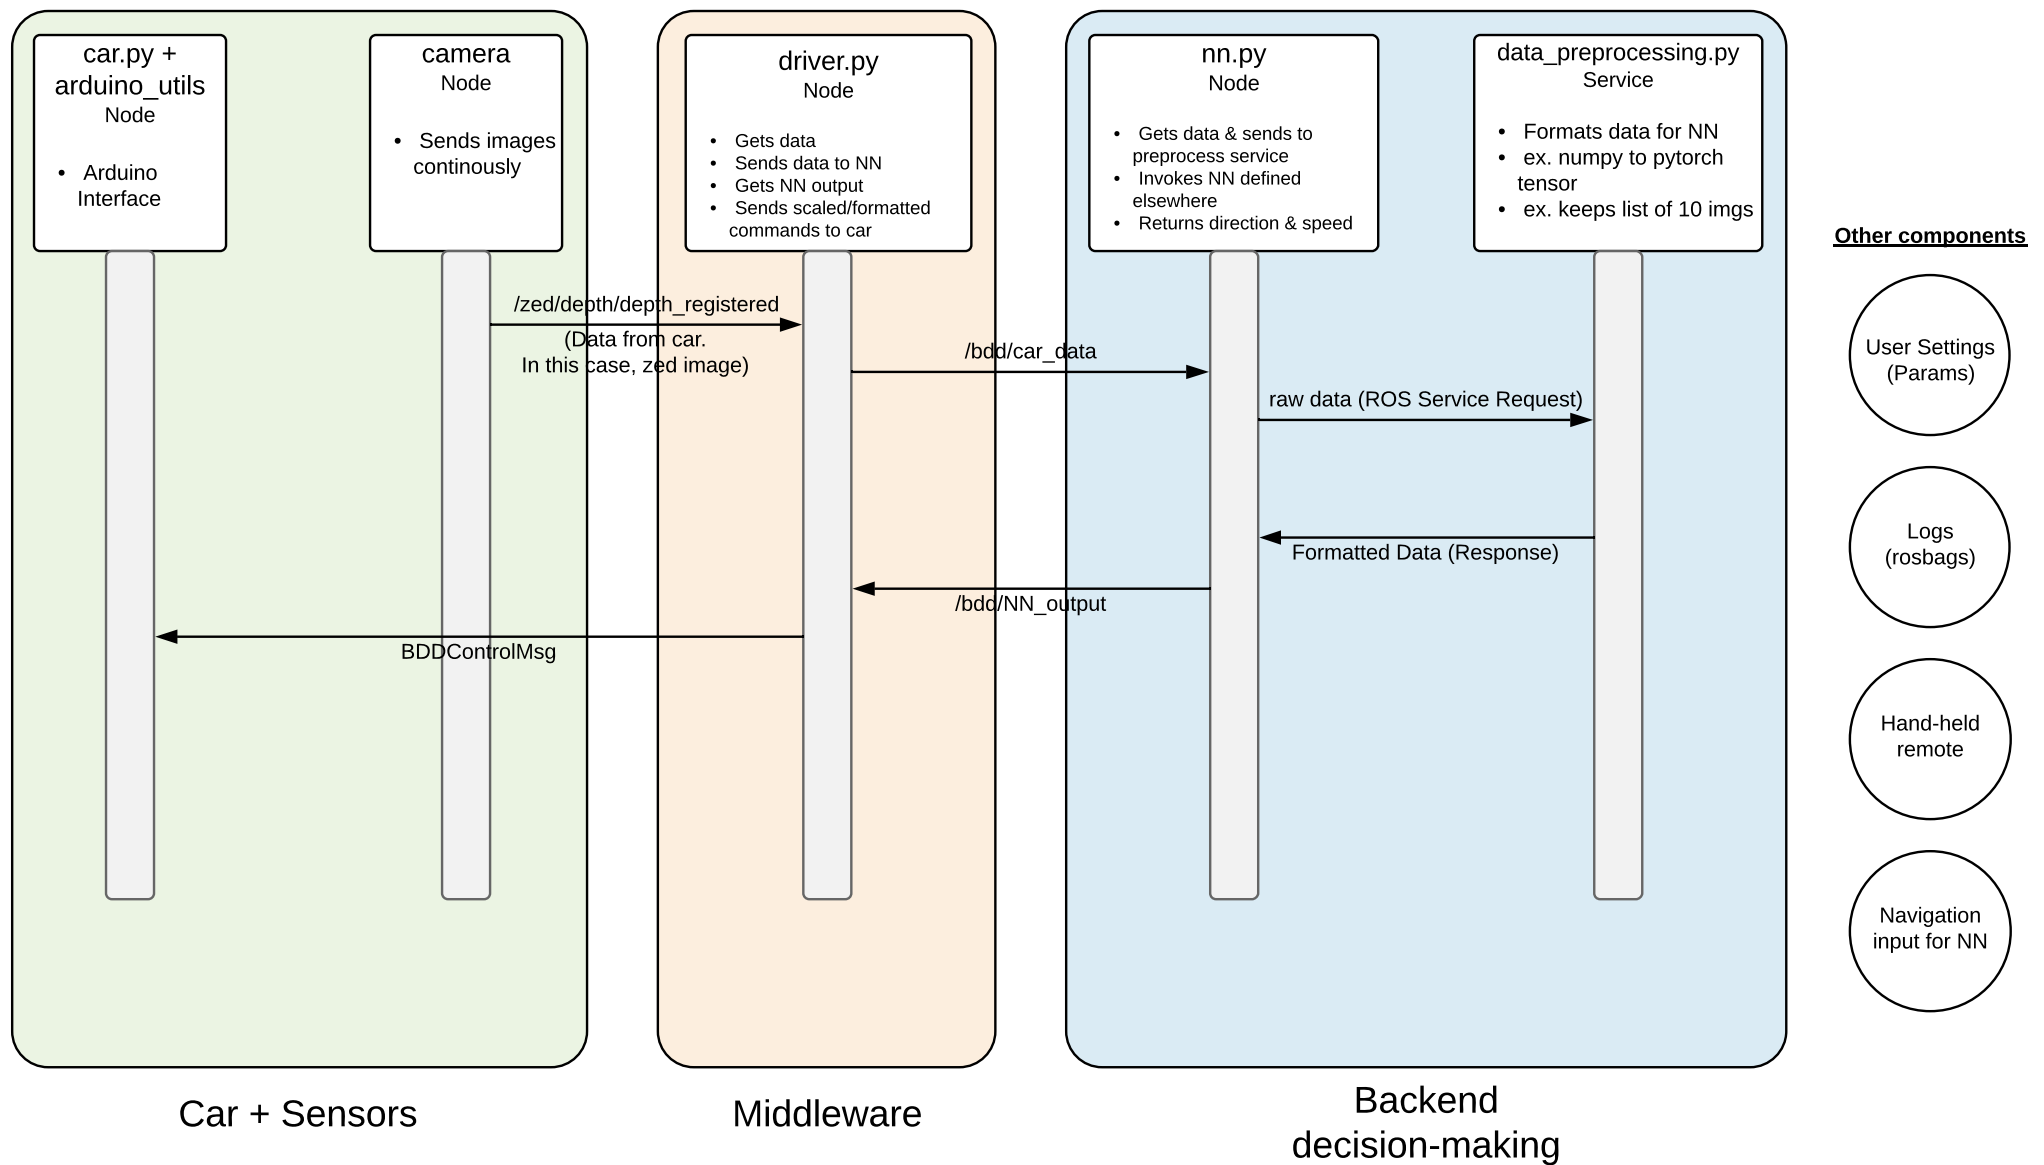 car.py +
arduino_utils
Node
• Arduino
Interface
camera
Node
• Sends images
continously
driver.py
Node
• Gets data
• Sends data to NN
• Gets NN output
• Sends scaled/formatted
commands to car
nn.py
Node
• Gets data & sends to
preprocess service
• Invokes NN defined
elsewhere
• Returns direction & speed
data_preprocessing.py
Service
• Formats data for NN
• ex. numpy to pytorch
tensor
• ex. keeps list of 10 imgs
/zed/depth/depth_registered
(Data from car.
In this case, zed image)
/bdd/car_data
raw data (ROS Service Request)
Formatted Data (Response)
/bdd/NN_output
BDDControlMsg
Other components
User Settings
(Params)
Logs
(rosbags)
Hand-held
remote
Navigation
input for NN
Car + Sensors
Middleware
Backend
decision-making